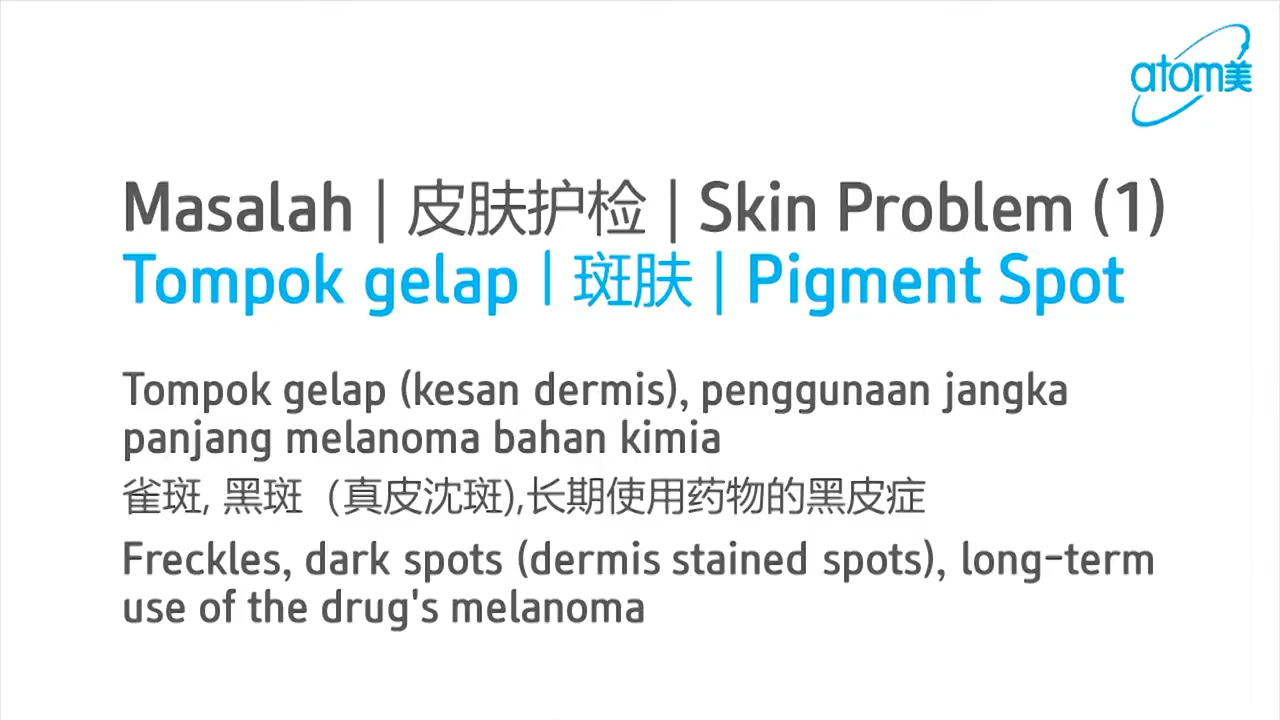 atom美
Masalah | 皮肤护检 | Skin Problem (1)
Tompok gelap | 斑肤 | Pigment Spot
Tompok gelap (kesan dermis), penggunaan jangka
panjang melanoma bahan kimia
雀斑, 黑斑（真皮沈斑),长期使用药物的黑皮症
Freckles, dark spots (dermis stained spots), long-term
use of the drug's melanoma